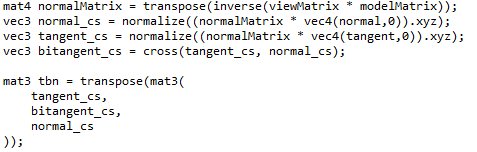 mat4 normalMatrix = transpose(inverse(viewMatrix * modelMatrix));
vec3 normal_cs = normalize((normalMatrix * vec4(normal,0)).xyz);
vec3 tangent_cs = normalize((normalMatrix * vec4(tangent,0)).xyz);
vec3 bitangent_cs = cross(tangent_cs, normal_cs);

mat3 tbn = transpose(mat3(
    tangent_cs,
    bitangent_cs,
    normal_cs
));